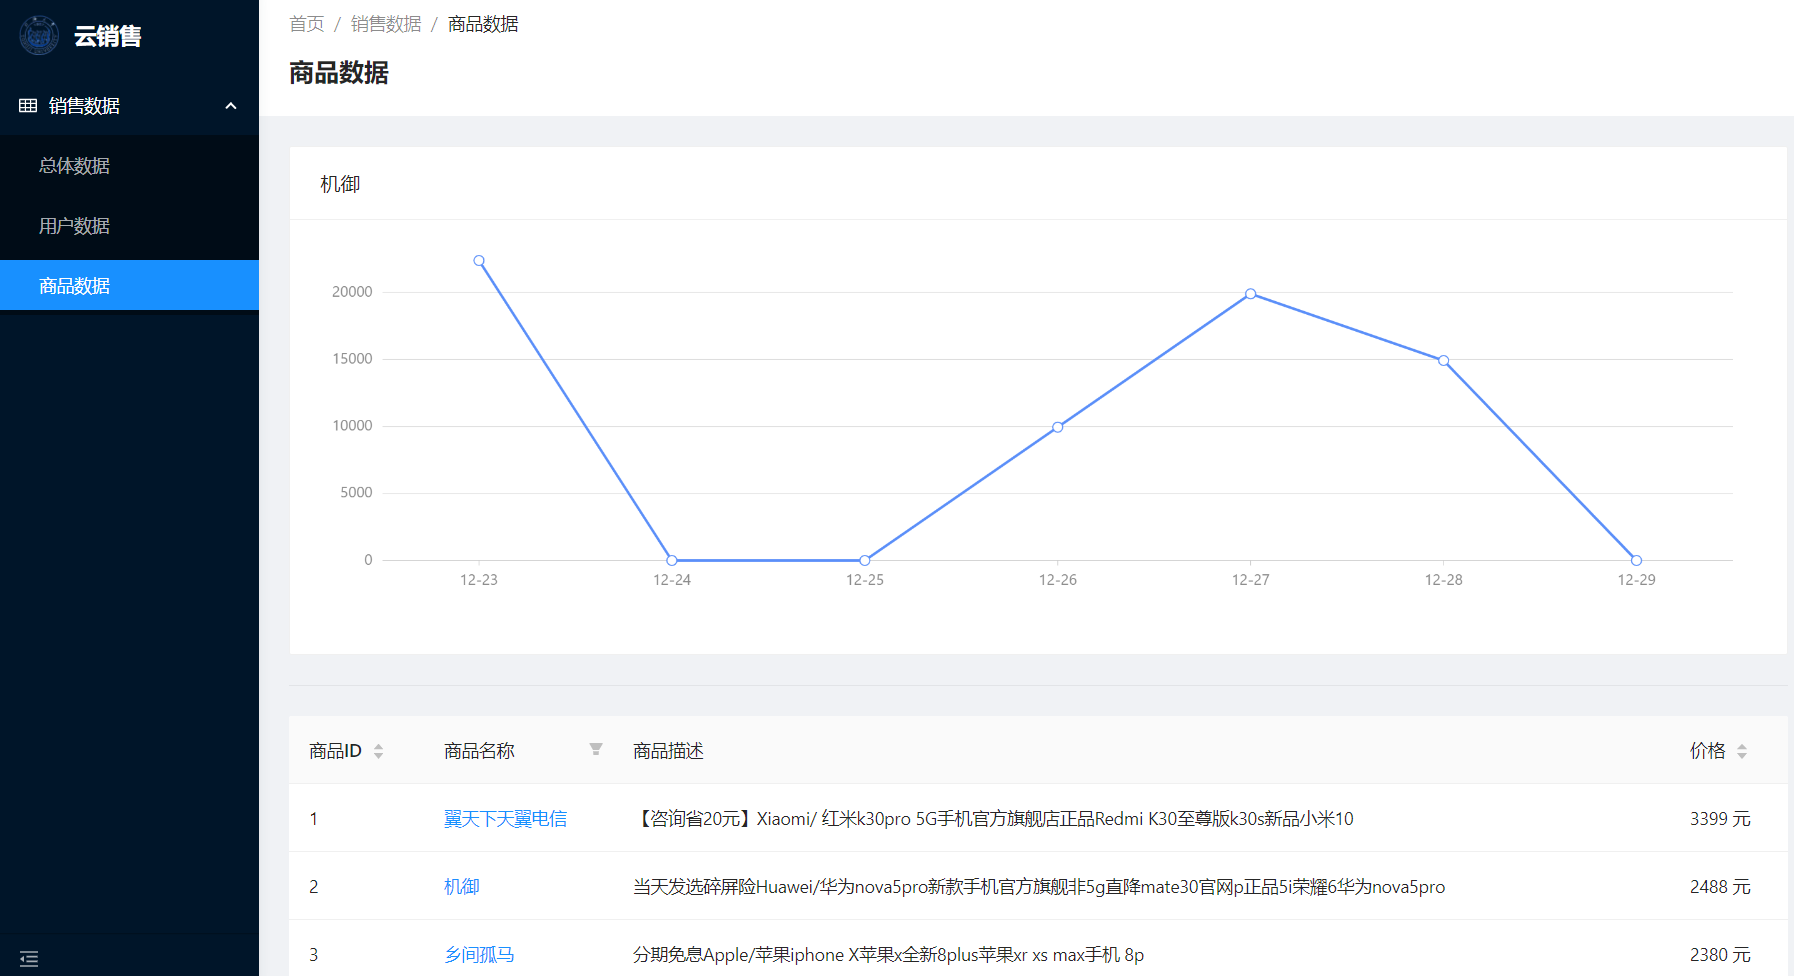 云销售
销售数据
总体数据
用户数据
商品数据
首页 / 销售数据 / 商品数据
商品数据
机御
20000
15000
10000
5000
0
12-23 12-24 12-25 12-26 12-27 12-28 12-29
商品ID 商品名称 商品描述 价格
1 翼天下天翼电信 【咨询省20元】Xiaomi/ 红米k30pro 5G手机官方旗舰店正品Redmi K30至尊版k30s新品小米10 3399 元
2 机御 当天发选碎屏险Huawei/华为nova5pro新款手机官方旗舰非5g直降mate30官网p正品5i荣耀6华为nova5pro 2488 元
3 乡间孤马 分期免息Apple/苹果iphone X苹果x全新8plus苹果xr xs max手机 8p 2380 元